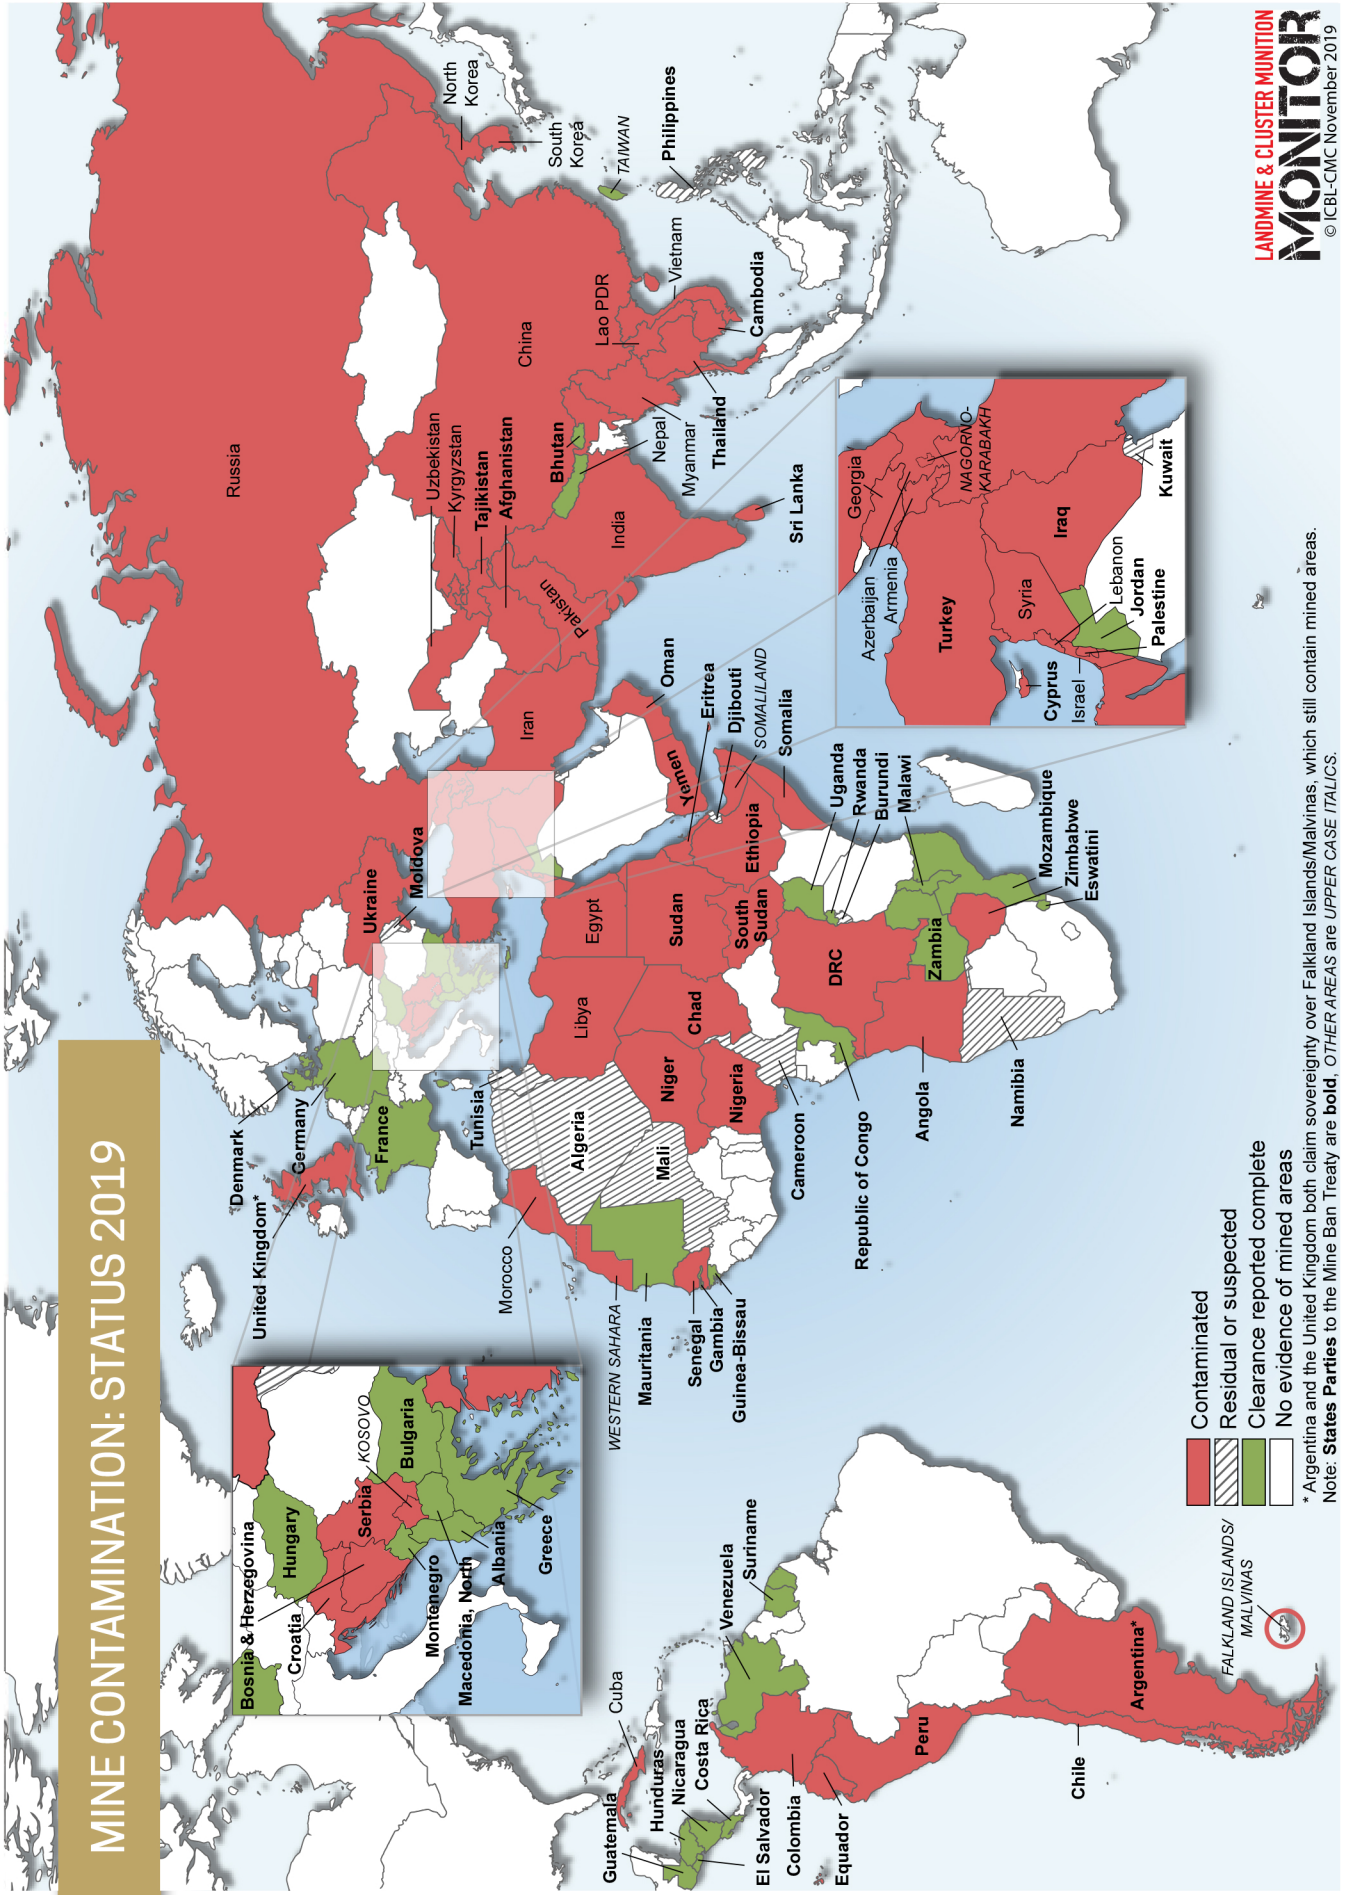 MINE CONTAMINATION: STATUS 2019
Russia
North
Korea
South
Korea
TAIWAN
Philippines
China
Lao PDR
Vietnam
Cambodia
Thailand
Myanmar
Nepal
Bhutan
Uzbekistan
Kyrgyzstan
Tajikistan
Afghanistan
India
Sri Lanka
Pakistan
Iran
Oman
Yemen
Eritrea
Djibouti
SOMALILAND
Somalia
Ukraine
Moldova
Denmark
Germany
United Kingdom*
France
Tunisia
Algeria
Morocco
WESTERN SAHARA
Mauritania
Mali
Senegal
Gambia
Guinea-Bissau
Libya
Egypt
Niger
Chad
Sudan
Nigeria
South
Sudan
Ethiopia
Cameroon
Republic of Congo
DRC
Uganda
Rwanda
Burundi
Malawi
Angola
Zambia
Namibia
Mozambique
Zimbabwe
Eswatini
Bosnia & Herzegovina
Croatia
Hungary
Serbia
KOSOVO
Bulgaria
Montenegro
Macedonia, North
Albania
Greece
Georgia
Azerbaijan
Armenia
NAGORNO-
KARABAKH
Turkey
Syria
Iraq
Cyprus
Israel
Lebanon
Jordan
Palestine
Kuwait
Cuba
Guatemala
Hunduras
Nicaragua
Costa Rica
El Salvador
Colombia
Equador
Venezuela
Suriname
Peru
Chile
Argentina*
FALKLAND ISLANDS/
MALVINAS
Contaminated
Residual or suspected
Clearance reported complete
No evidence of mined areas
* Argentina and the United Kingdom both claim sovereignty over Falkland Islands/Malvinas, which still contain mined areas.
Note: States Parties to the Mine Ban Treaty are bold, OTHER AREAS are UPPER CASE ITALICS.
LANDMINE & CLUSTER MUNITION
MONITOR
© ICBL-CMC November 2019